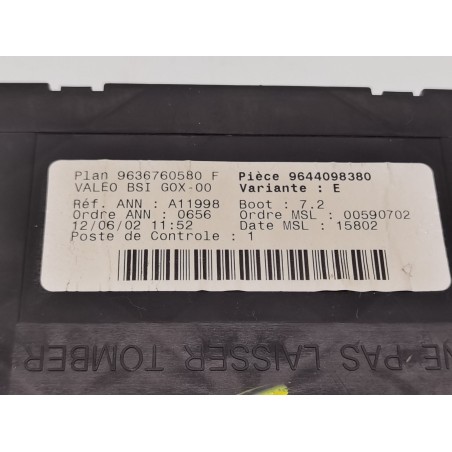 Plan 9636760580 F Pièce 9644098380
VALEO BSI G0X-00 Variante : E
Réf. ANN : A11998 Boot : 7.2
Ordre ANN : 0656 Ordre MSL : 00590702
12/06/02 11:52 Date MSL : 15802
Poste de Controle : 1
NE-PAS LAISSER TOMBER